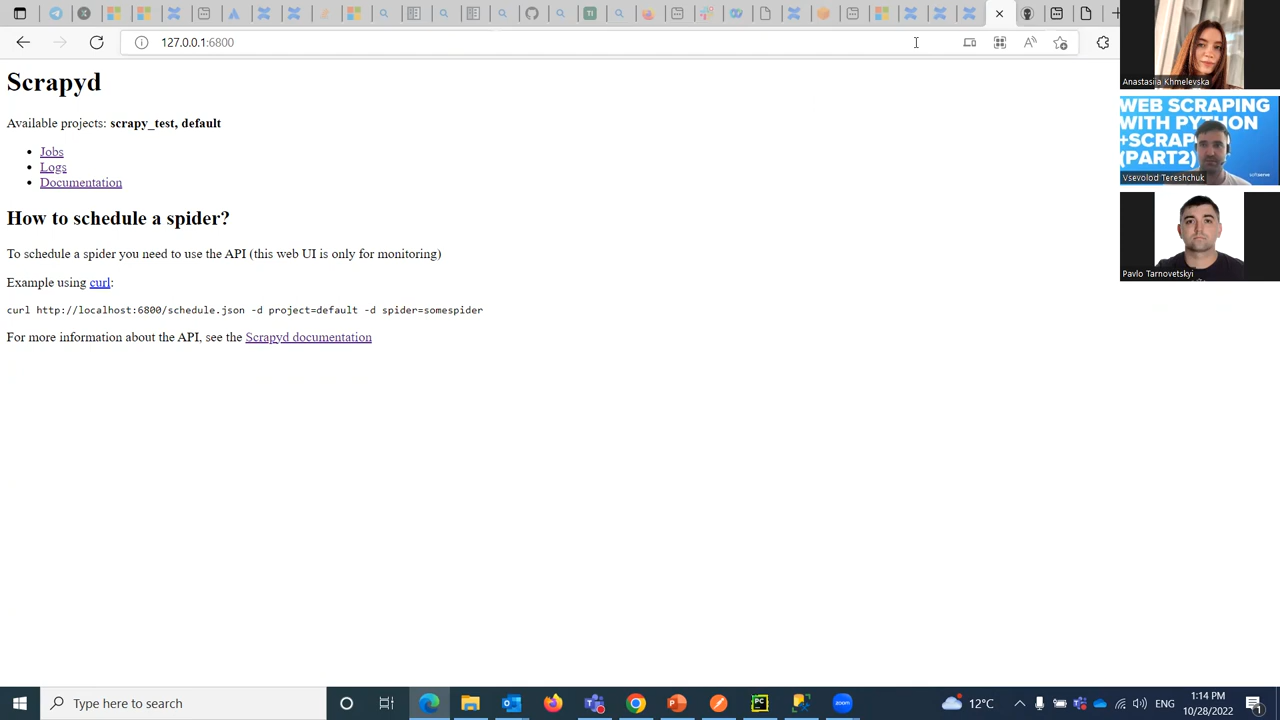 127.0.0.1:6800
Scrapyd
Available projects: scrapy_test, default
Jobs
Logs
Documentation
How to schedule a spider?
To schedule a spider you need to use the API (this web UI is only for monitoring)
Example using curl:
curl http://localhost:6800/schedule.json -d project=default -d spider=somespider
For more information about the API, see the Scrapyd documentation
Anastasiia Khmelevska
WEB SCRAPING
WITH PYTHON
+SCRAP
(PART2)
softserve
Vsevolod Tereshchuk
Pavlo Tarnovetskyi
Type here to search
zoom
12°C
ENG
1:14 PM
10/28/2022
1